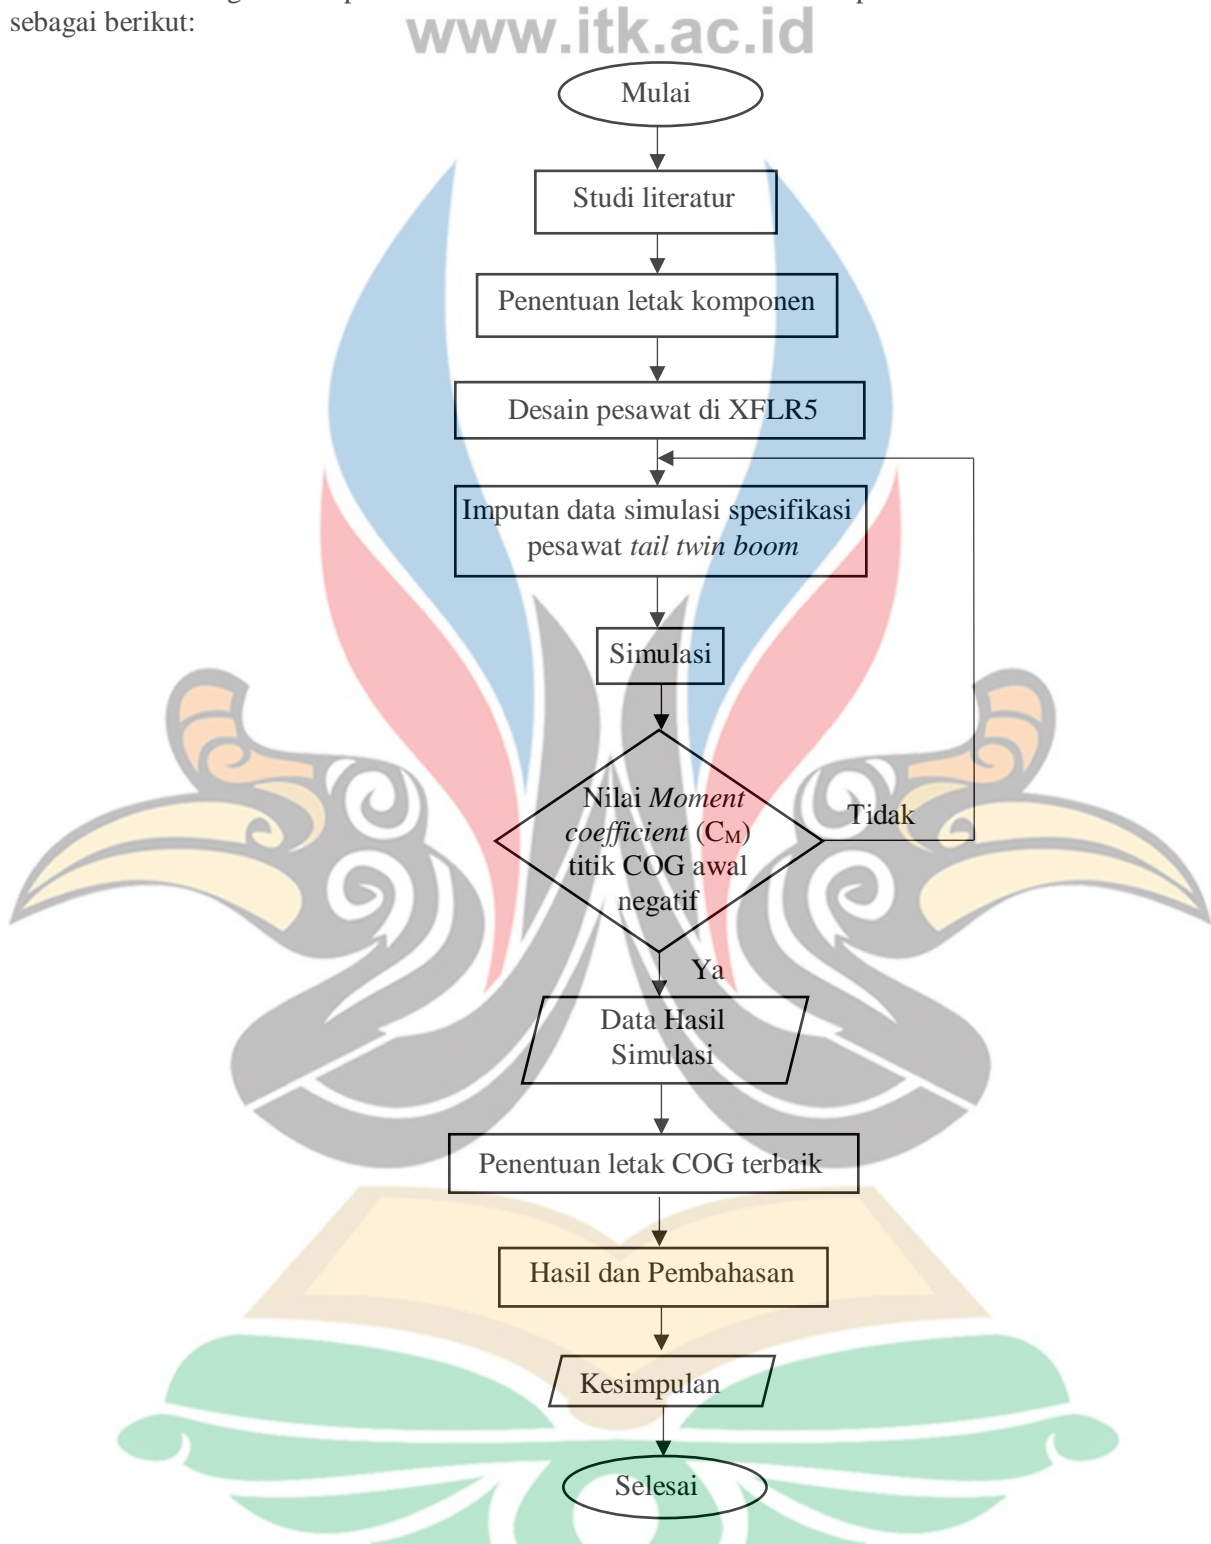 sebagai berikut:
www.itk.ac.id
Mulai
Studi literatur
Penentuan letak komponen
Desain pesawat di XFLR5
Imputan data simulasi spesifikasi
pesawat tail twin boom
Simulasi
Nilai Moment
coefficient (CM)
titik COG awal
negatif
Tidak
Ya
Data Hasil
Simulasi
Penentuan letak COG terbaik
Hasil dan Pembahasan
Kesimpulan
Selesai